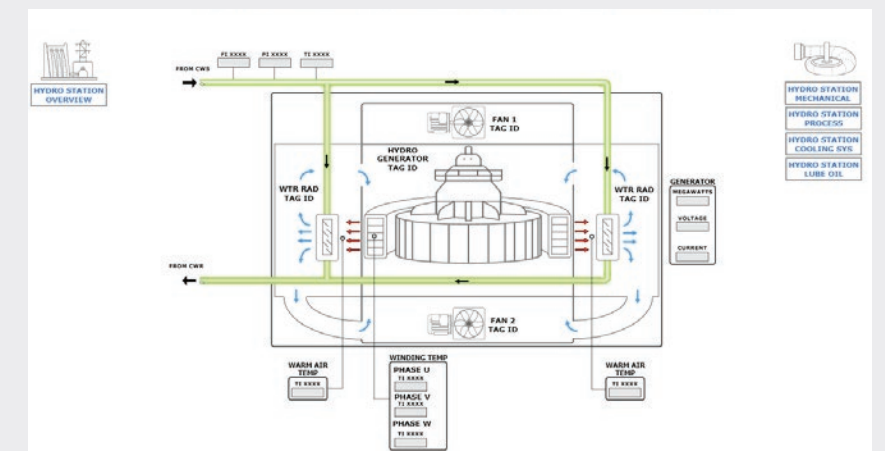 HYDRO STATION
OVERVIEW
FROM CWS
FI XXXX
PI XXXX
TI XXXX
HYDRO STATION
MECHANICAL
HYDRO STATION
PROCESS
HYDRO STATION
COOLING SYS
HYDRO STATION
LUBE OIL
FAN 1
TAG ID
HYDRO
GENERATOR
TAG ID
WTR RAD
TAG ID
WTR RAD
TAG ID
GENERATOR
MEGAWATTS
VOLTAGE
CURRENT
FROM CWR
FAN 2
TAG ID
WARM AIR
TEMP
TI XXXX
WINDING TEMP
PHASE U
TI XXXX
PHASE V
TI XXXX
PHASE W
TI XXXX
WARM AIR
TEMP
TI XXXX